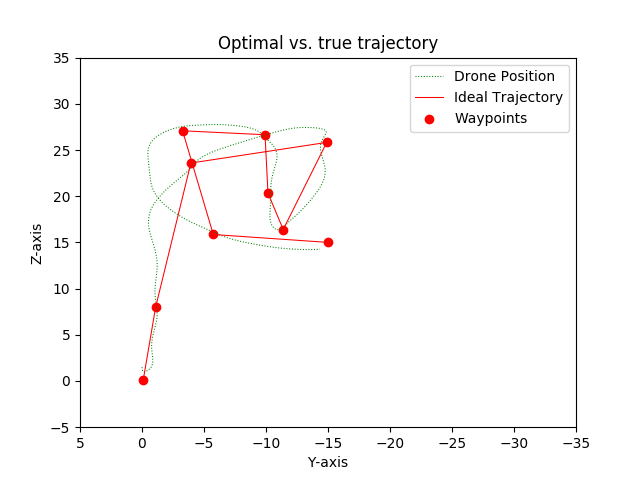 Optimal vs. true trajectory
Drone Position
Ideal Trajectory
Waypoints
Z-axis
35
30
25
20
15
10
5
0
−5
5 0 −5 −10 −15 −20 −25 −30 −35
Y-axis